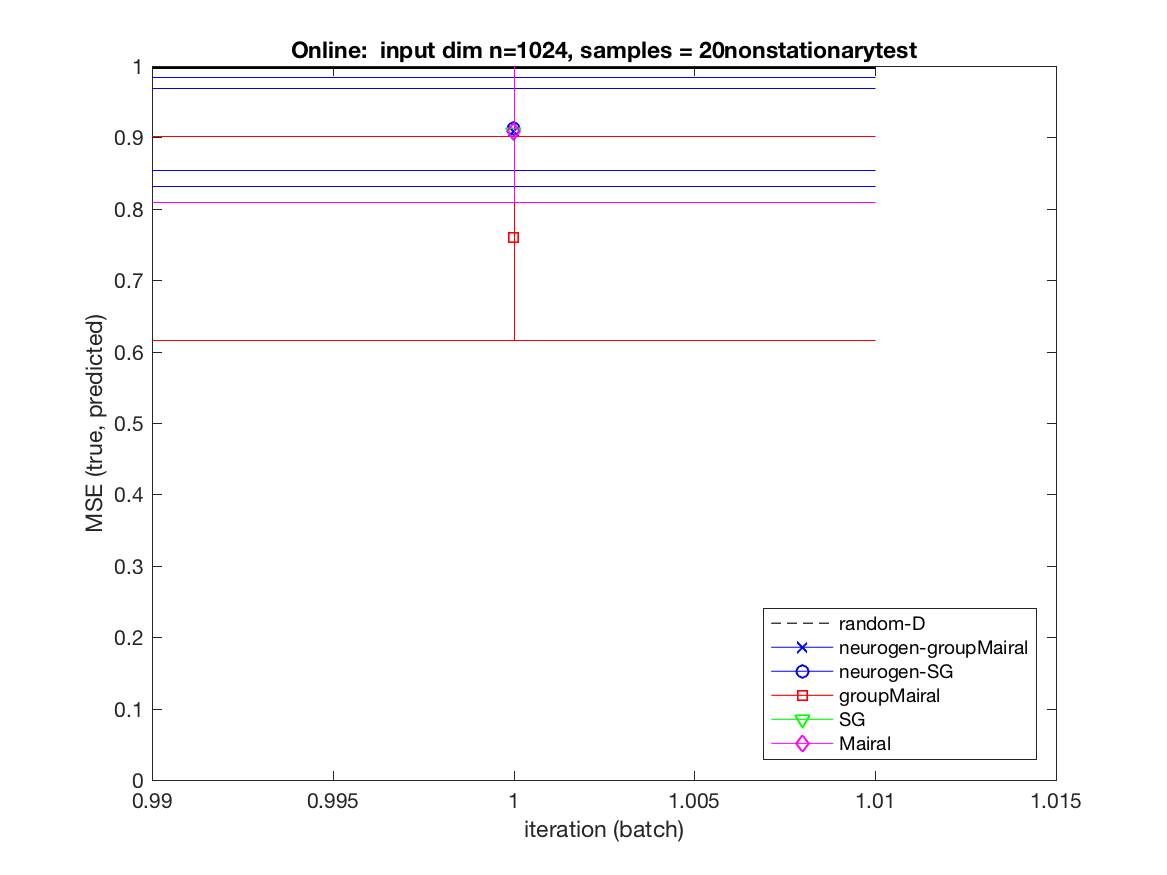 Online:  input dim n=1024, samples = 20nonstationarytest
1
0.9
0.8
0.7
0.6
0.5
0.4
0.3
0.2
0.1
0
MSE (true, predicted)
random-D
neurogen-groupMairal
neurogen-SG
groupMairal
SG
Mairal
0.99 0.995 1 1.005 1.01 1.015
iteration (batch)